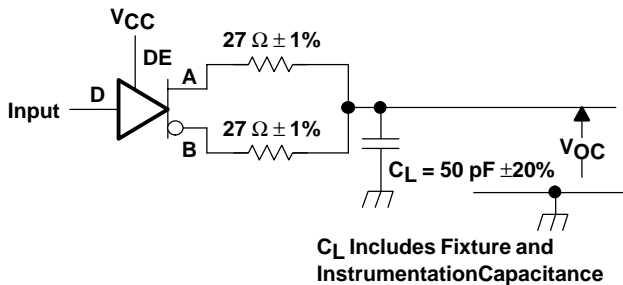 VCC
DE
27 Ω ± 1%
A
D
Input
27 Ω ± 1%
B
CL = 50 pF ±20%
VOC
CL Includes Fixture and
InstrumentationCapacitance